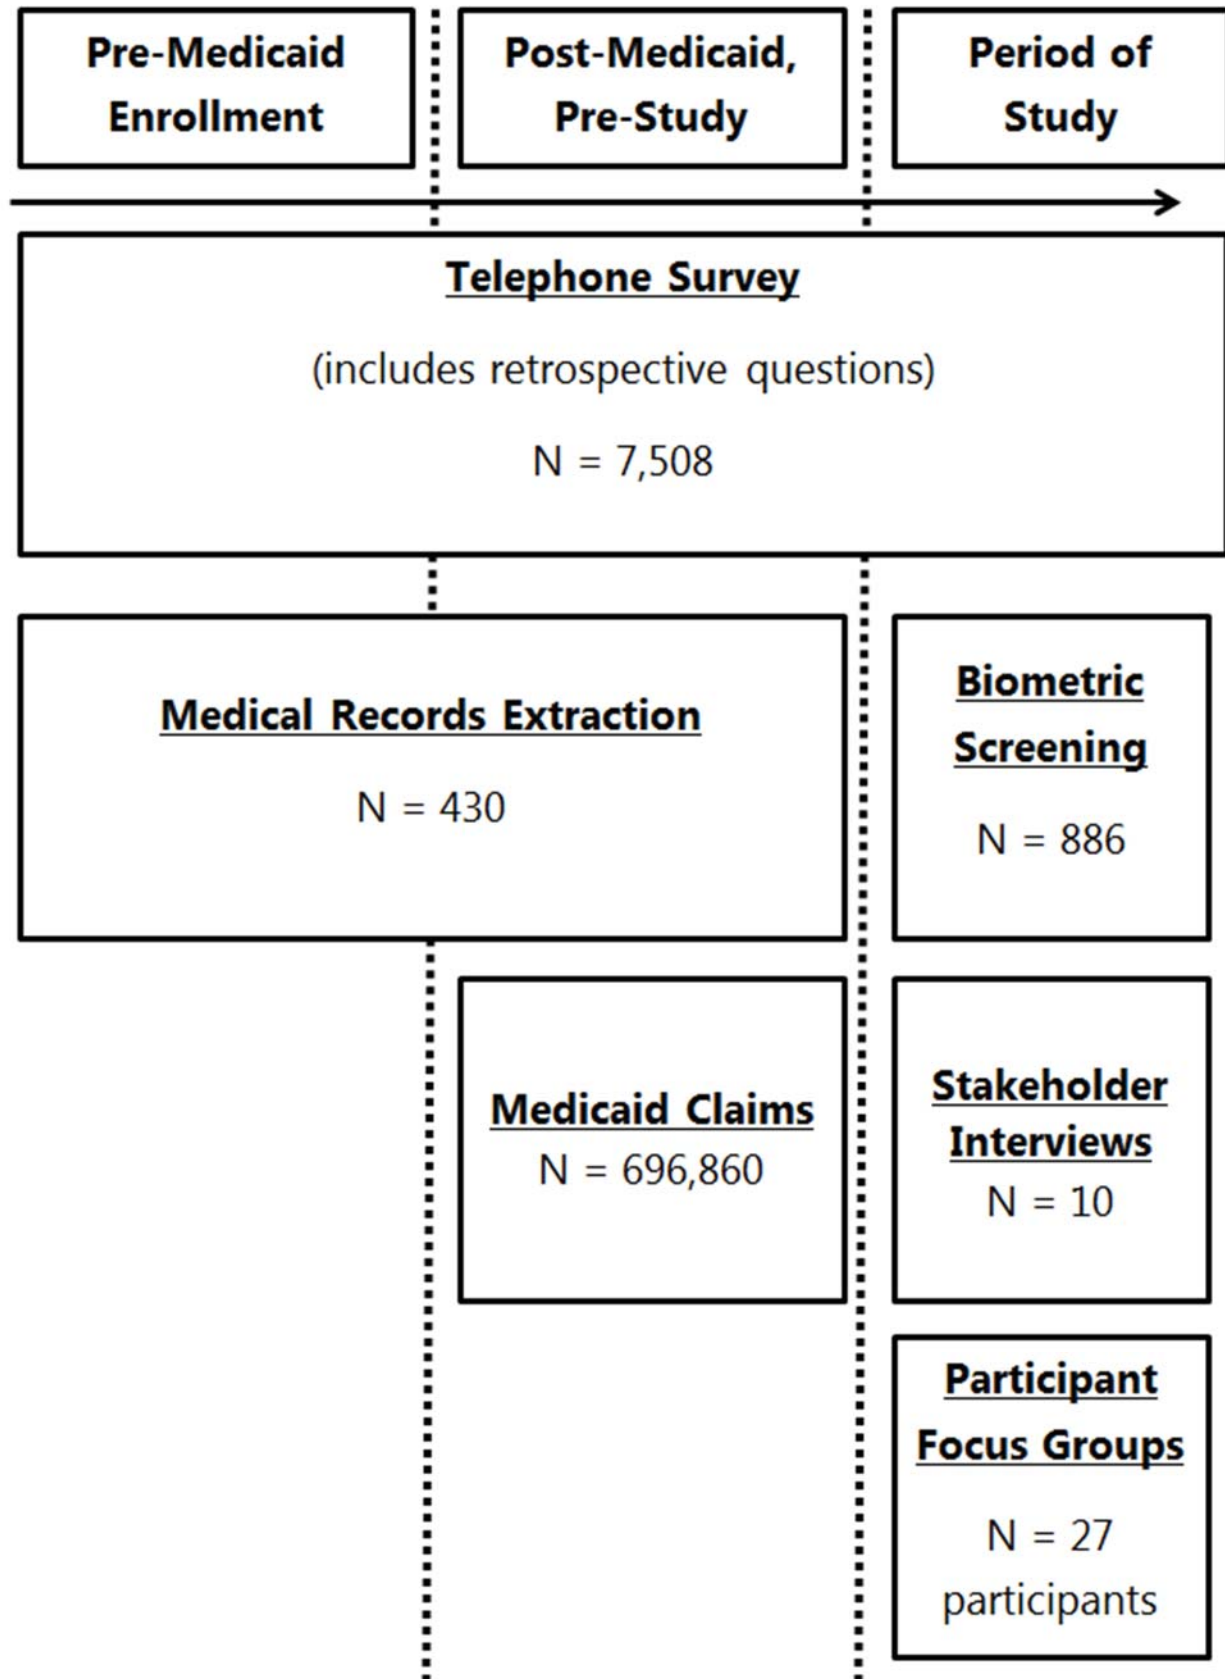 Pre-Medicaid
Enrollment
Post-Medicaid,
Pre-Study
Period of
Study
Telephone Survey
(includes retrospective questions)
N = 7,508
Medical Records Extraction
N = 430
Biometric
Screening
N = 886
Medicaid Claims
N = 696,860
Stakeholder
Interviews
N = 10
Participant
Focus Groups
N = 27
participants